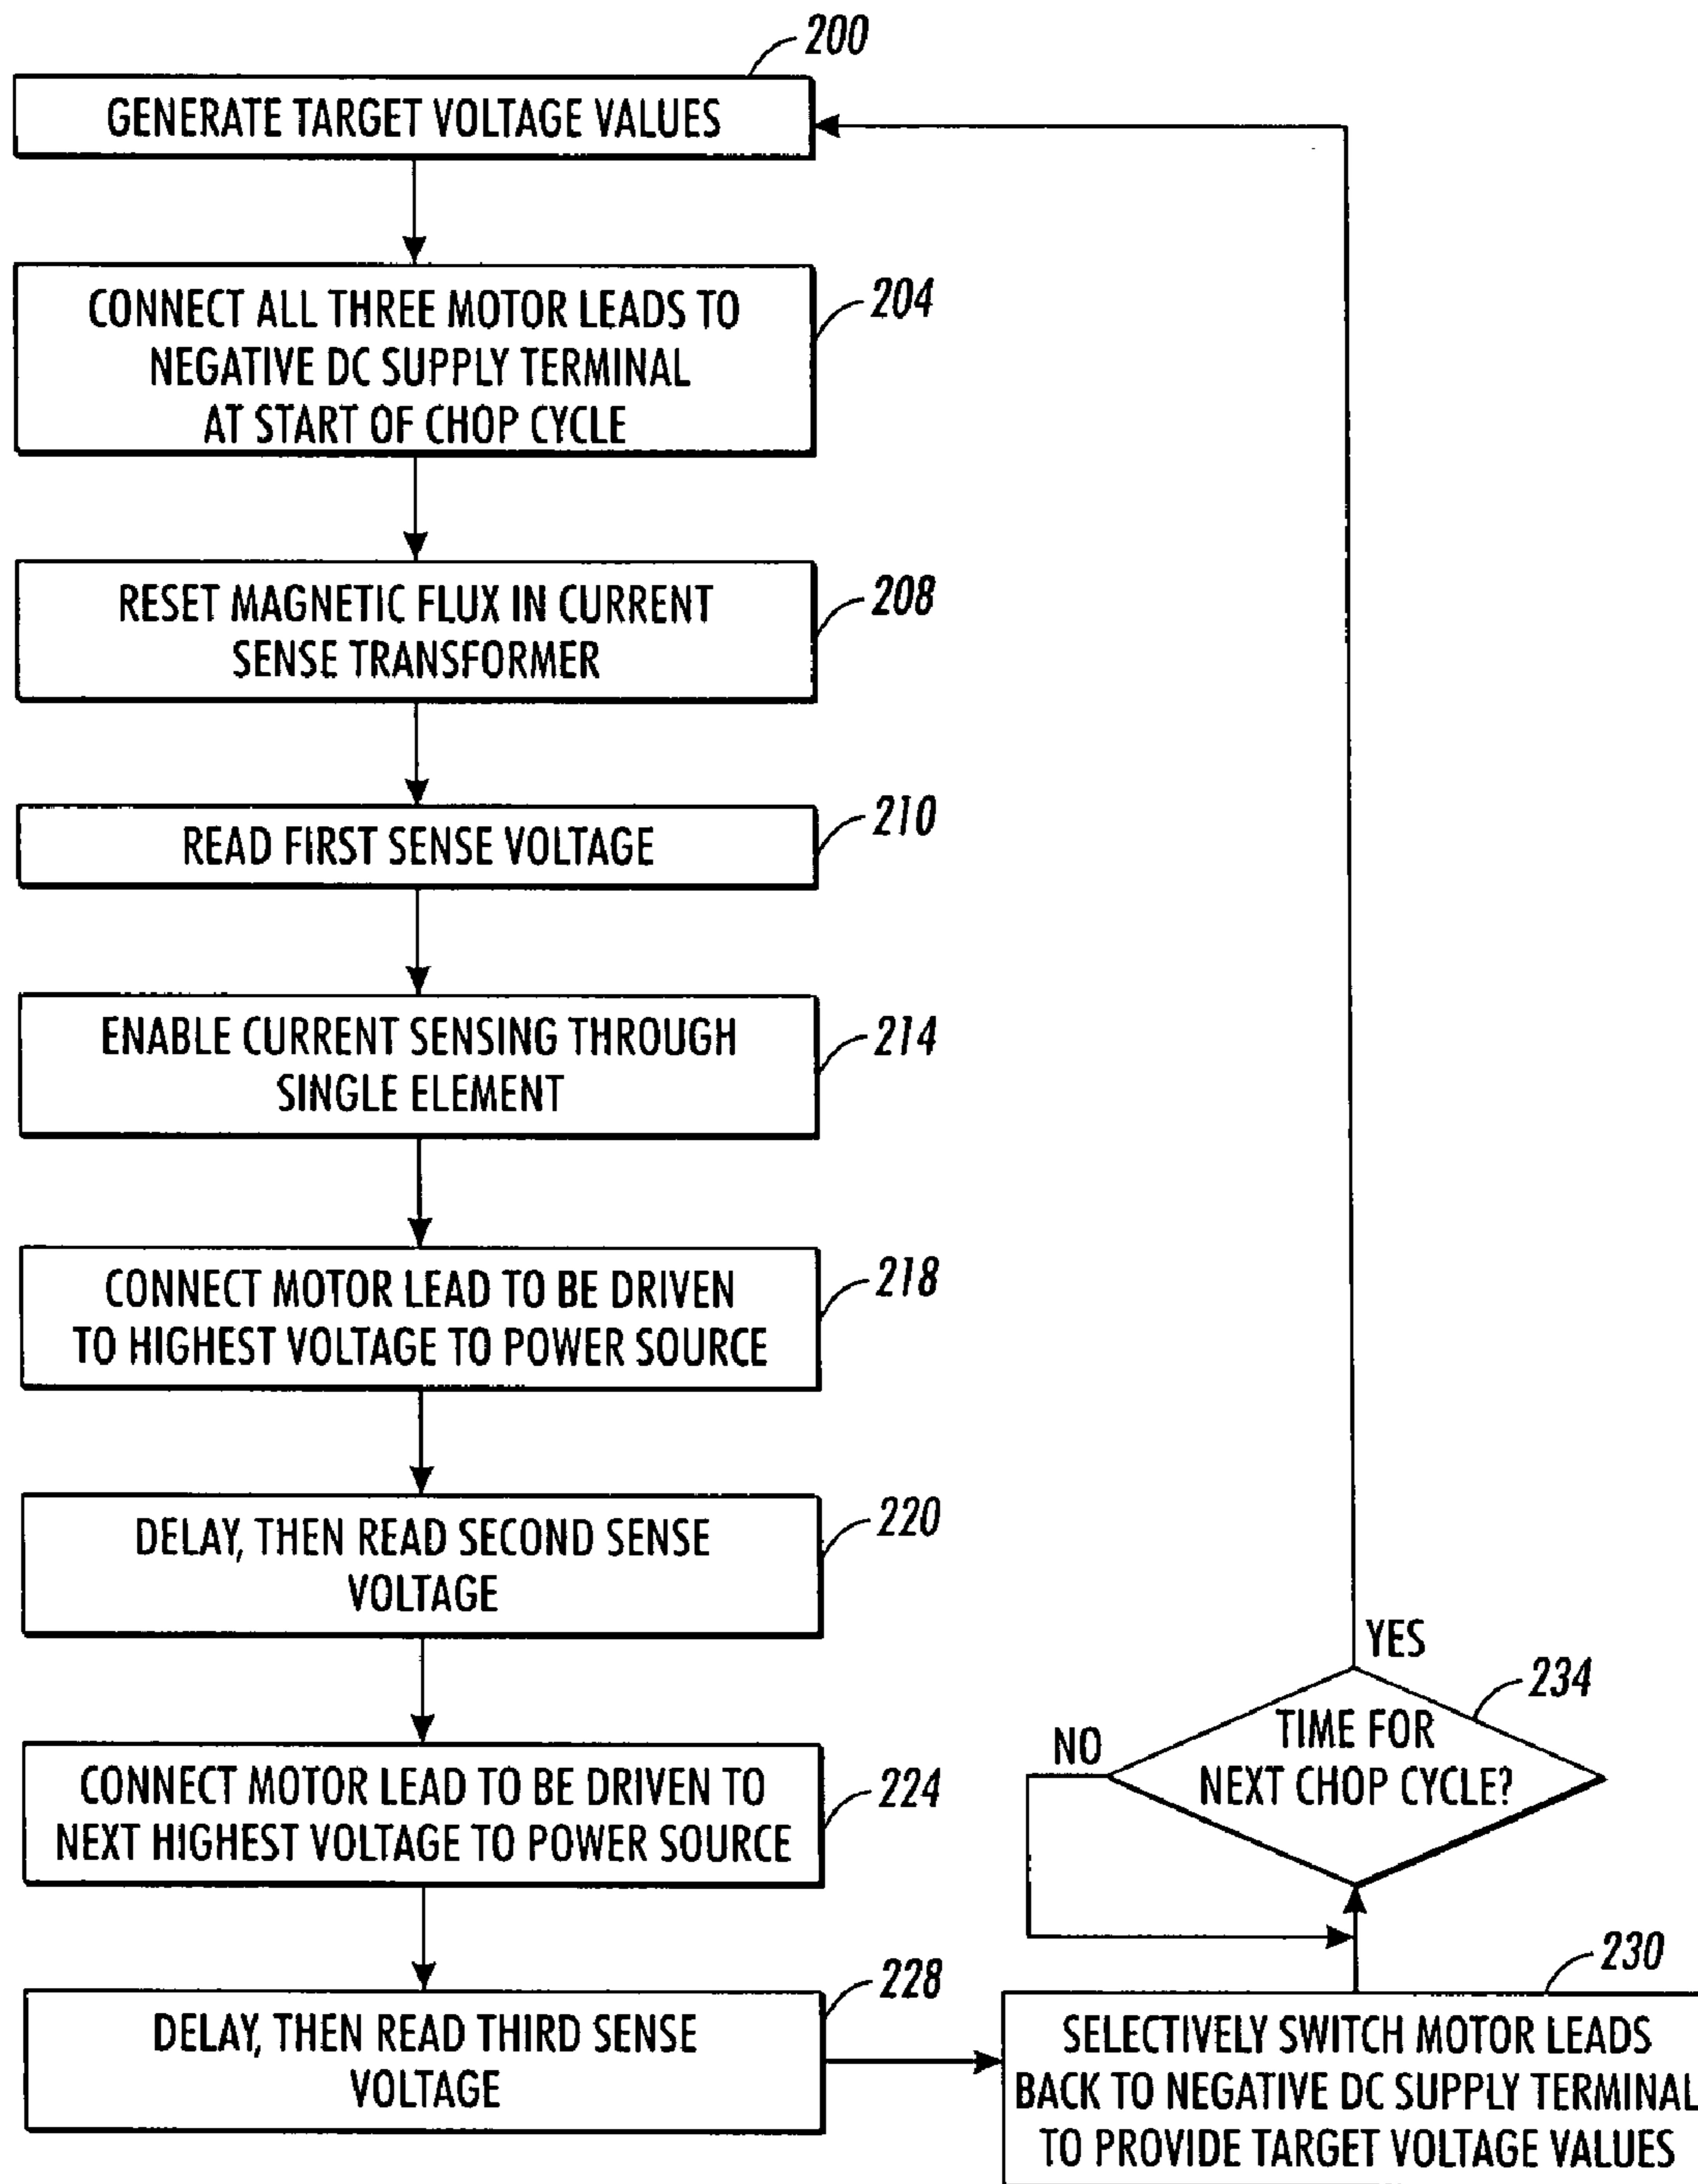 200
GENERATE TARGET VOLTAGE VALUES
204
CONNECT ALL THREE MOTOR LEADS TO
NEGATIVE DC SUPPLY TERMINAL
AT START OF CHOP CYCLE
208
RESET MAGNETIC FLUX IN CURRENT
SENSE TRANSFORMER
210
READ FIRST SENSE VOLTAGE
214
ENABLE CURRENT SENSING THROUGH
SINGLE ELEMENT
218
CONNECT MOTOR LEAD TO BE DRIVEN
TO HIGHEST VOLTAGE TO POWER SOURCE
220
DELAY, THEN READ SECOND SENSE
VOLTAGE
224
CONNECT MOTOR LEAD TO BE DRIVEN TO
NEXT HIGHEST VOLTAGE TO POWER SOURCE
228
DELAY, THEN READ THIRD SENSE
VOLTAGE
230
SELECTIVELY SWITCH MOTOR LEADS
BACK TO NEGATIVE DC SUPPLY TERMINAL
TO PROVIDE TARGET VOLTAGE VALUES
234
TIME FOR
NEXT CHOP CYCLE?
NO
YES